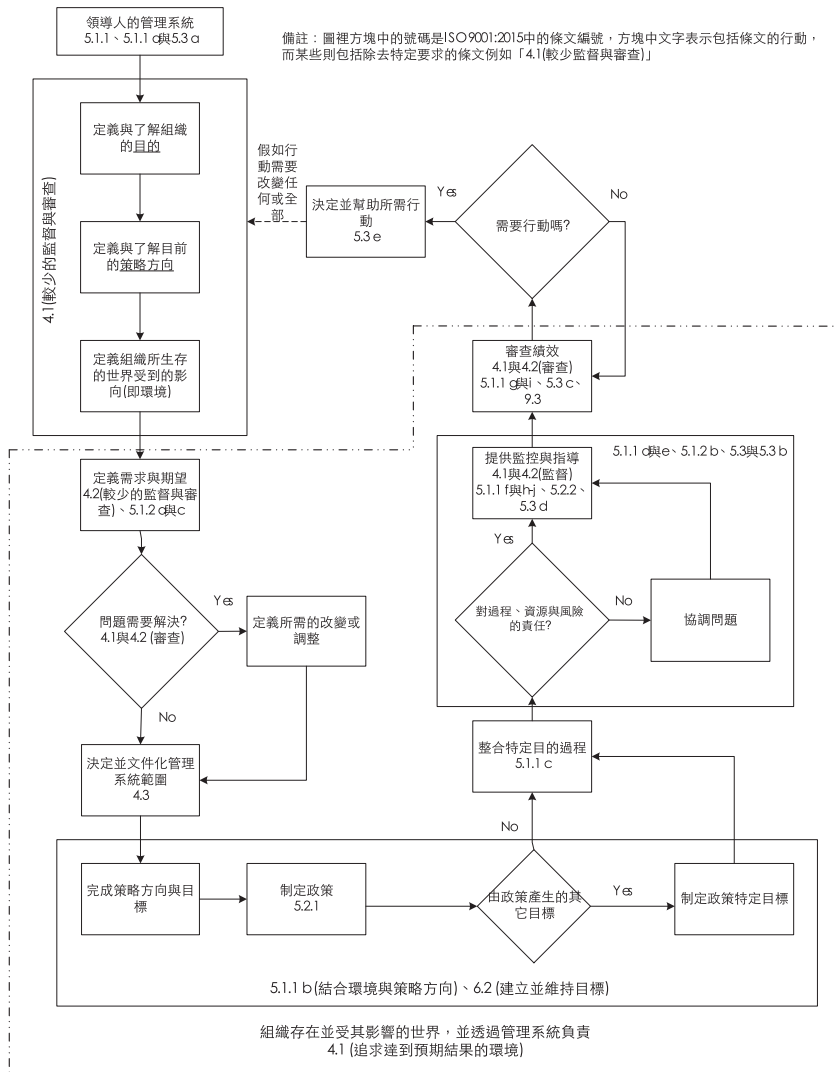 領導人的管理系統
5.1.1、5.1.1 d與5.3 a
備註：圖裡方塊中的號碼是ISO9001:2015中的條文編號，方塊中文字表示包括條文的行動，
而某些則包括除去特定要求的條文例如「4.1(較少監督與審查)」
4.1(較少的監督與審查)
定義與了解組織
的目的
定義與了解目前
的策略方向
定義組織所生存
的世界受到的影
向(即環境)
假如行
動需要
改變任
何或全
部
決定並幫助所需行
動
5.3 e
Yes
需要行動嗎?
No
審查績效
4.1與4.2(審查)
5.1.1 g與i、5.3 c、
9.3
5.1.1 d與e、5.1.2 b、5.3與5.3 b
提供監控與指導
4.1與4.2(監督)
5.1.1 f與h-j、5.2.2、
5.3 d
定義需求與期望
4.2(較少的監督與審
查)、5.1.2 a與c
Yes
對過程、資源與風險
的責任?
No
協調問題
問題需要解決?
4.1與4.2 (審查)
Yes
定義所需的改變或
調整
No
決定並文件化管理
系統範圍
4.3
整合特定目的過程
5.1.1 c
No
完成策略方向與目
標
制定政策
5.2.1
由政策產生的其
它目標
Yes
制定政策特定目標
5.1.1 b(結合環境與策略方向)、6.2 (建立並維持目標)
組織存在並受其影響的世界，並透過管理系統負責
4.1 (追求達到預期結果的環境)